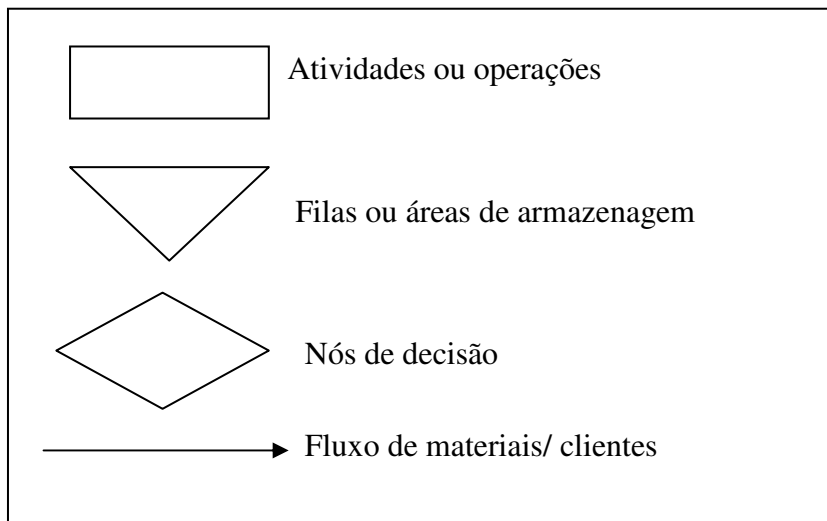 Atividades ou operações
Filas ou áreas de armazenagem
Nós de decisão
Fluxo de materiais/ clientes